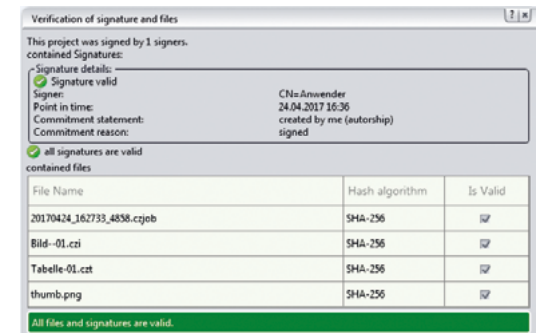 Verification of signature and files
This project was signed by 1 signers.
contained Signatures:
Signature details:
Signature valid
Signer: CN=Anwender
Point in time: 24.04.2017 16:36
Commitment statement: created by me (autorship)
Commitment reason: signed
all signatures are valid
contained files
File Name Hash algorithm Is Valid
20170424_162733_4858.czjob SHA-256
Bild--01.czi SHA-256
Tabelle-01.czt SHA-256
thumb.png SHA-256
All files and signatures are valid.